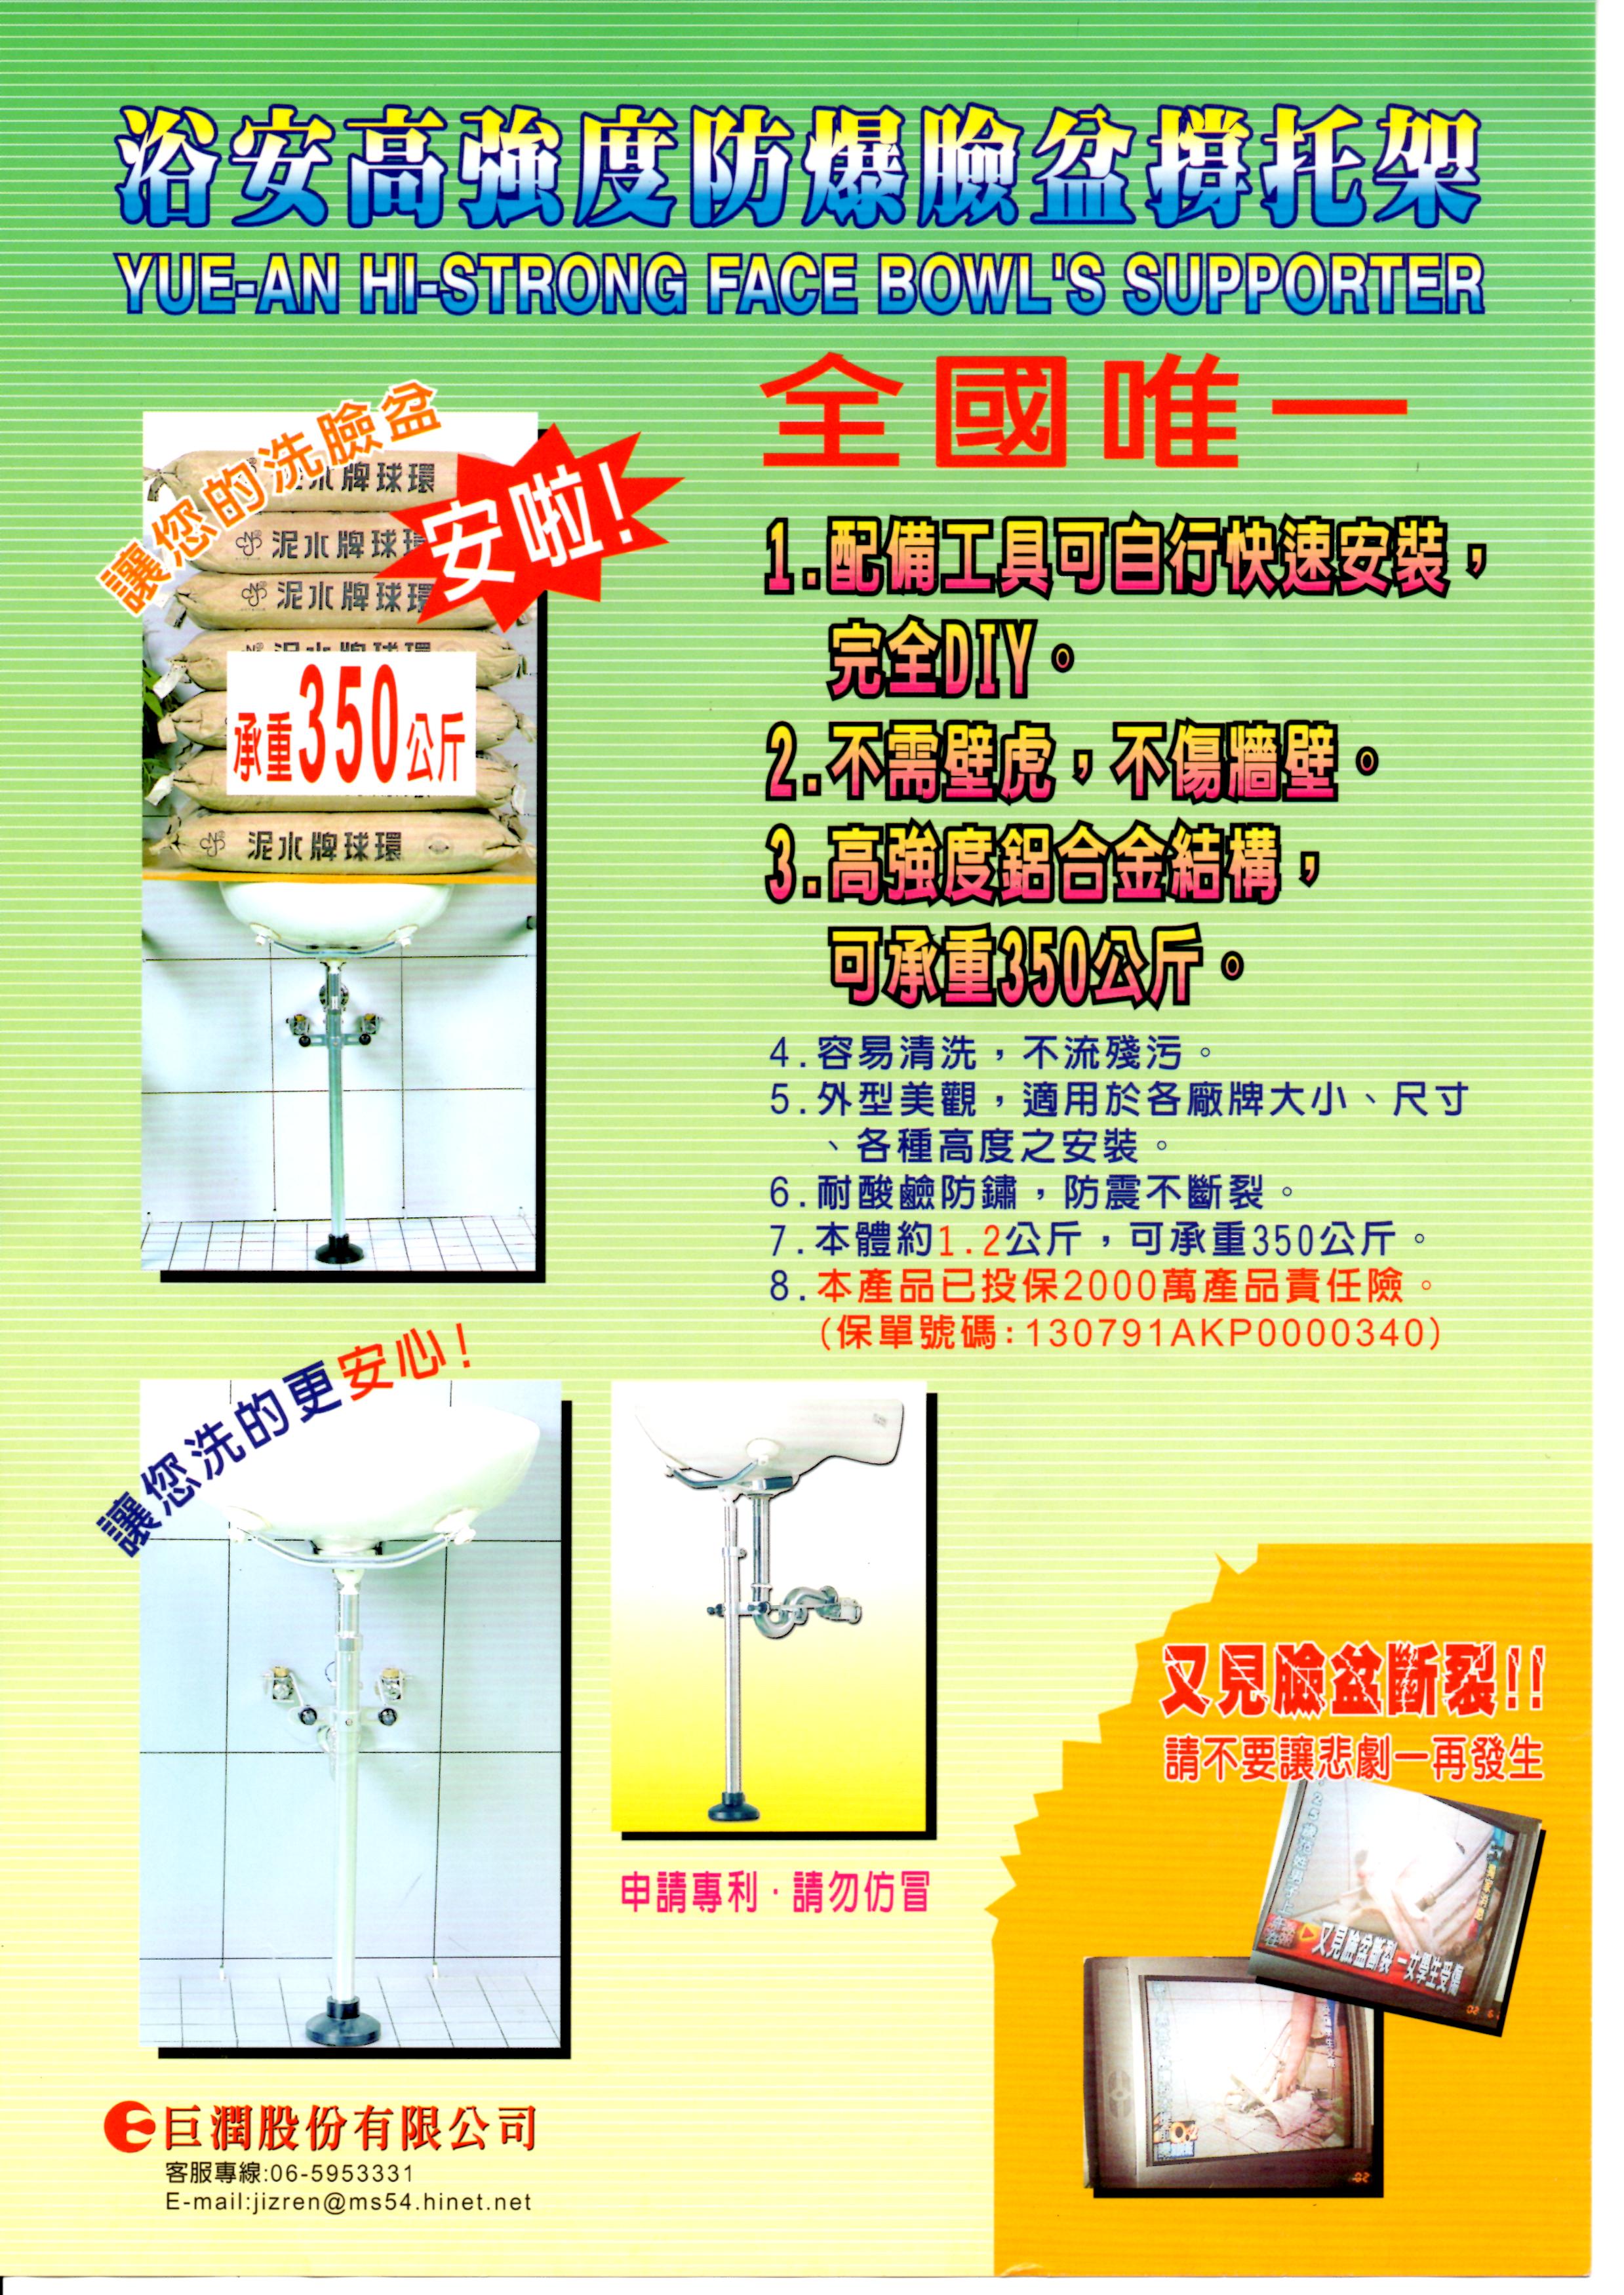 浴安高強度防爆臉盆撐托架
YUE-AN HI-STRONG FACE BOWL'S SUPPORTER
全國唯一
讓您的洗臉盆
安啦!
泥水牌球環
泥水牌球環
泥水牌球環
承重350公斤
泥水牌球環
1.配備工具可自行快速安裝，
完全DIY。
2.不需壁虎，不傷牆壁。
3.高強度鋁合金結構，
可承重350公斤。
4.容易清洗，不流殘污。
5.外型美觀，適用於各廠牌大小、尺寸
、各種高度之安裝。
6.耐酸鹼防鏽，防震不斷裂。
7.本體約1.2公斤，可承重350公斤。
8.本產品已投保2000萬產品責任險。
(保單號碼:130791AKP0000340)
讓您洗的更安心!
申請專利·請勿仿冒
又見臉盆斷裂!!
請不要讓悲劇一再發生
又見臉盆斷裂 一女學生受傷
巨潤股份有限公司
客服專線:06-5953331
E-mail:jizren@ms54.hinet.net